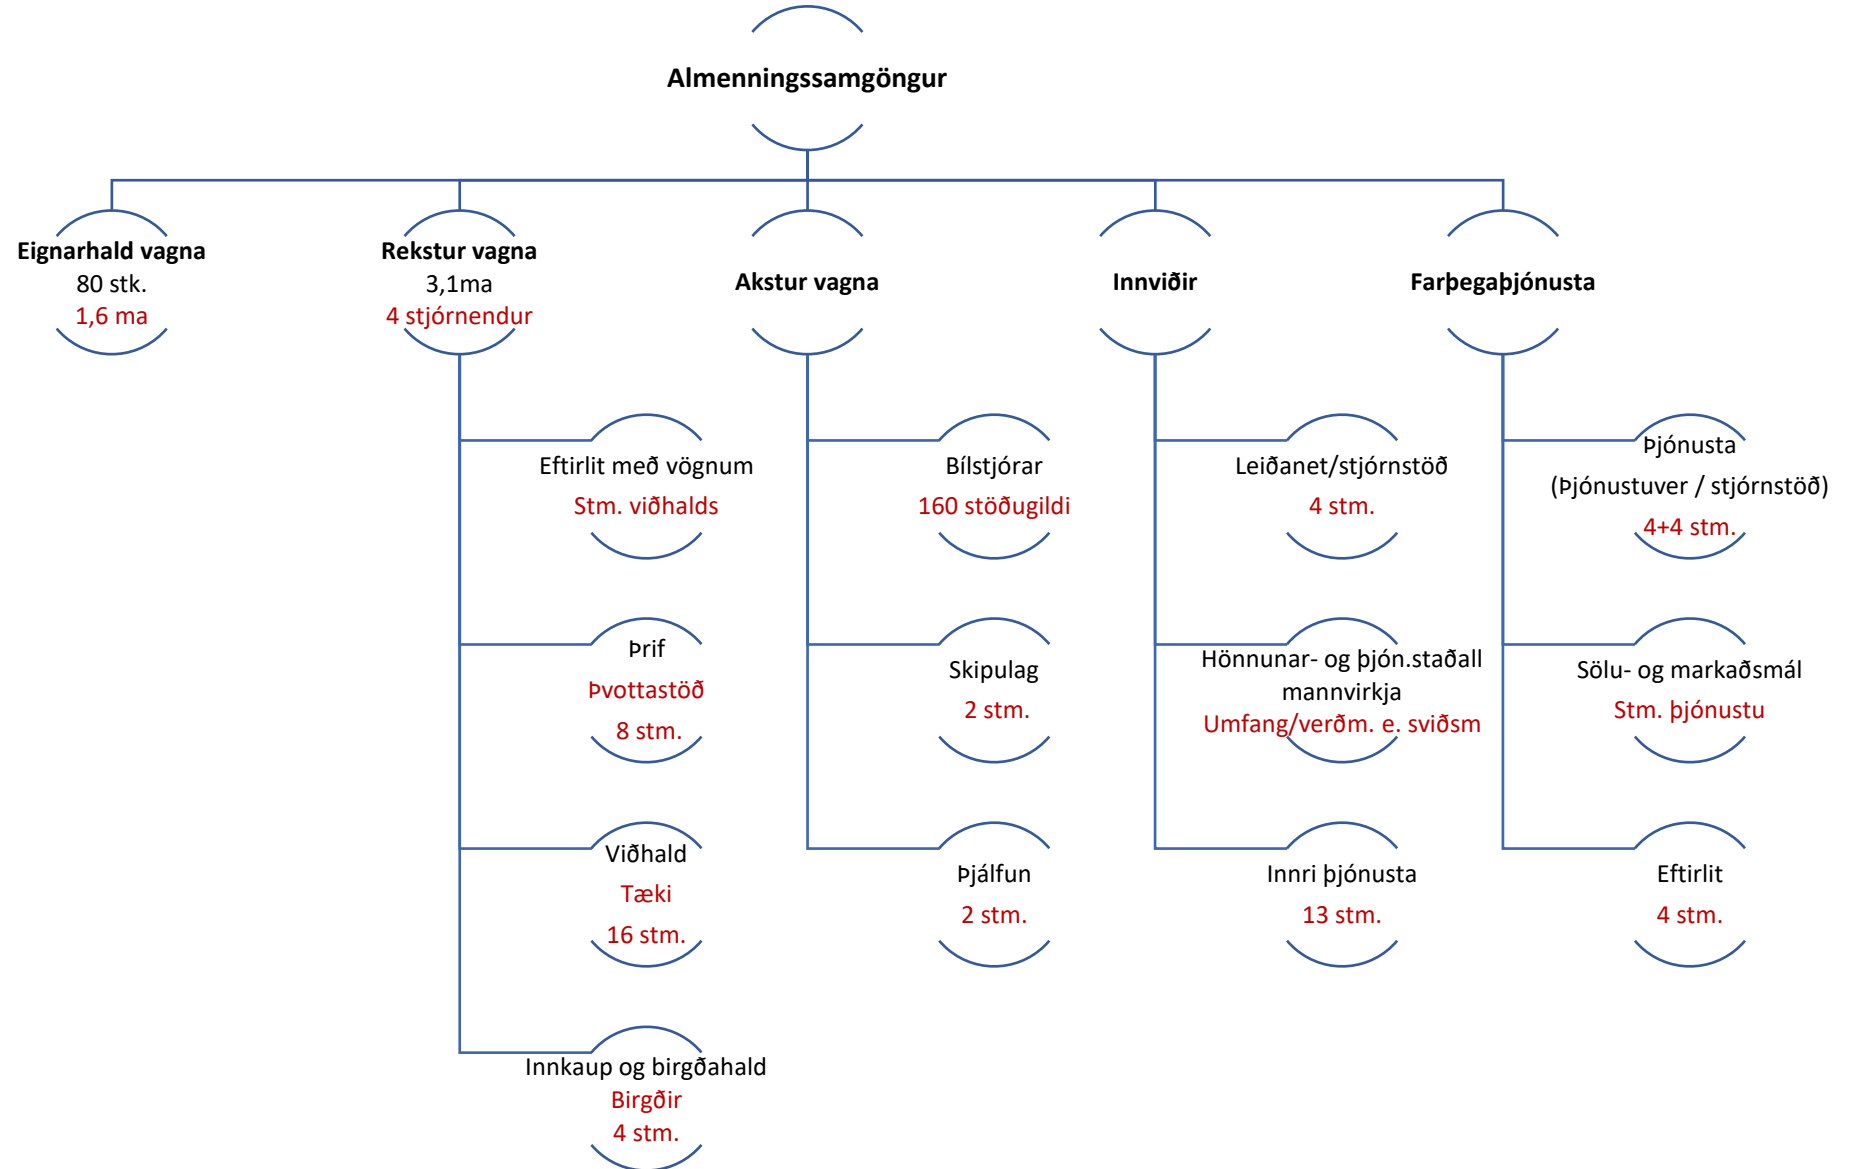 Almenningssamgöngur
Eignarhald vagna
80 stk.
1,6 ma
Rekstur vagna
3,1ma
4 stjórnendur
Akstur vagna
Innviðir
Farþegaþjónusta
Eftirlit með vögnum
Stm. viðhalds
Þrif
Þvottastöð
8 stm.
Viðhald
Tæki
16 stm.
Innkaup og birgðahald
Birgðir
4 stm.
Bílstjórar
160 stöðugildi
Skipulag
2 stm.
Þjálfun
2 stm.
Leiðanet/stjórnstöð
4 stm.
Hönnunar- og þjón.staðall
mannvirkja
Umfang/verðm. e. sviðsm
Innri þjónusta
13 stm.
Þjónusta
(Þjónustuver / stjórnstöð)
4+4 stm.
Sölu- og markaðsmál
Stm. þjónustu
Eftirlit
4 stm.